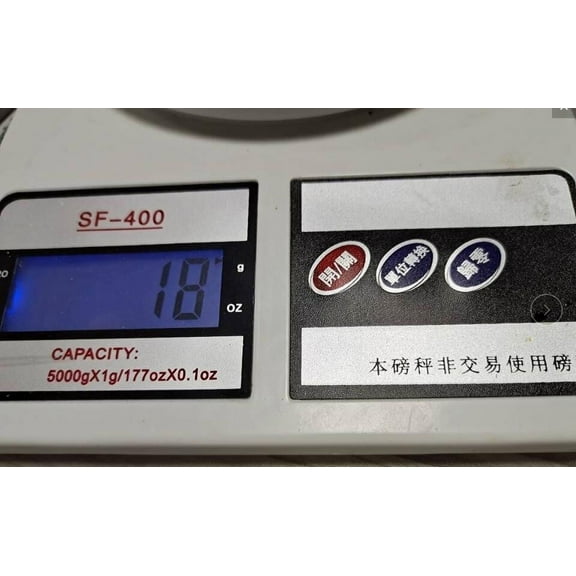 SF-400
18
g
oz
CAPACITY:
5000gX1g/177ozX0.1oz
開/關
單位轉換
歸零
本磅秤非交易使用磅